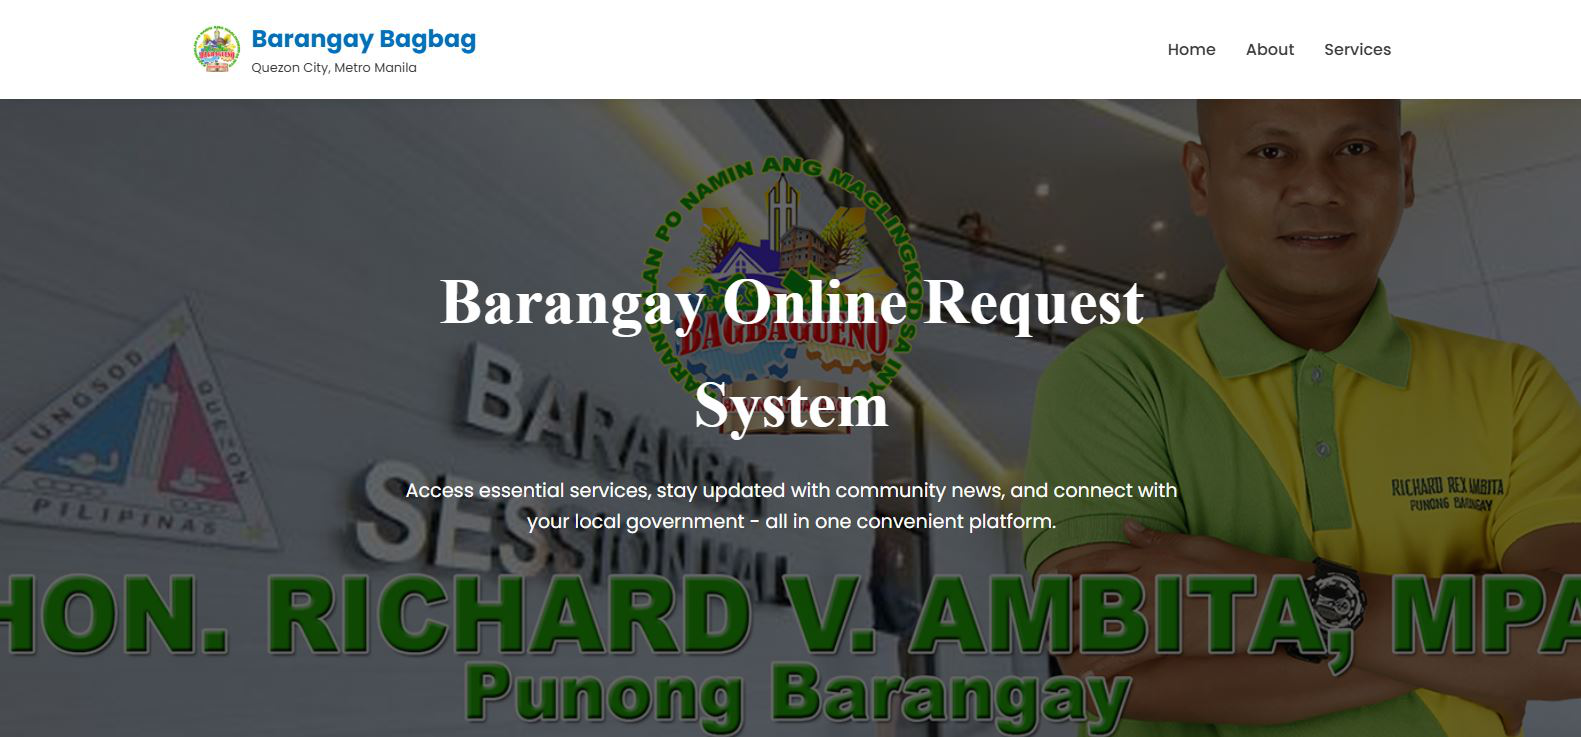 Barangay Bagbag
Quezon City, Metro Manila
Home About Services
BARANGAY PO NAMIN ANG MAGLINGKOD SA INYO
BAGBAGUENO
Barangay Online Request
System
LUNGSOD QUEZON
PILIPINAS
BARANGAY
SESSION HALL
Access essential services, stay updated with community news, and connect with
your local government - all in one convenient platform.
RICHARD REX AMBITA
PUNONG BARANGAY
HON. RICHARD V. AMBITA, MPA
Punong Barangay